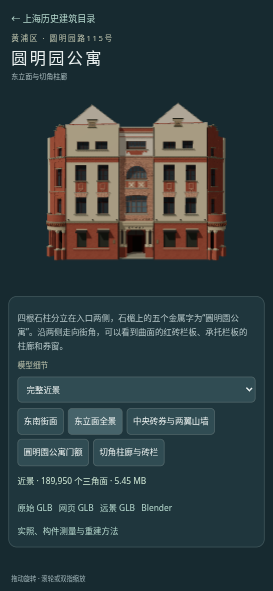 ← 上海历史建筑目录
黄浦区 · 圆明园路115号
圆明园公寓
东立面与切角柱廊
四根石柱分立在入口两侧，石楣上的五个金属字为“圖明園公
寓”。沿两侧走向街角，可以看到曲面的红砖栏板、承托栏板的
柱廊和券窗。
模型细节
完整近景
东南街面
东立面全景
中央砖券与两翼山墙
圆明园公寓门额
切角柱廊与砖栏
近景 · 189,950 个三角面 · 5.45 MB
原始 GLB 网页 GLB 远景 GLB Blender
实照、构件测量与重建方法
拖动旋转 · 滚轮或双指缩放